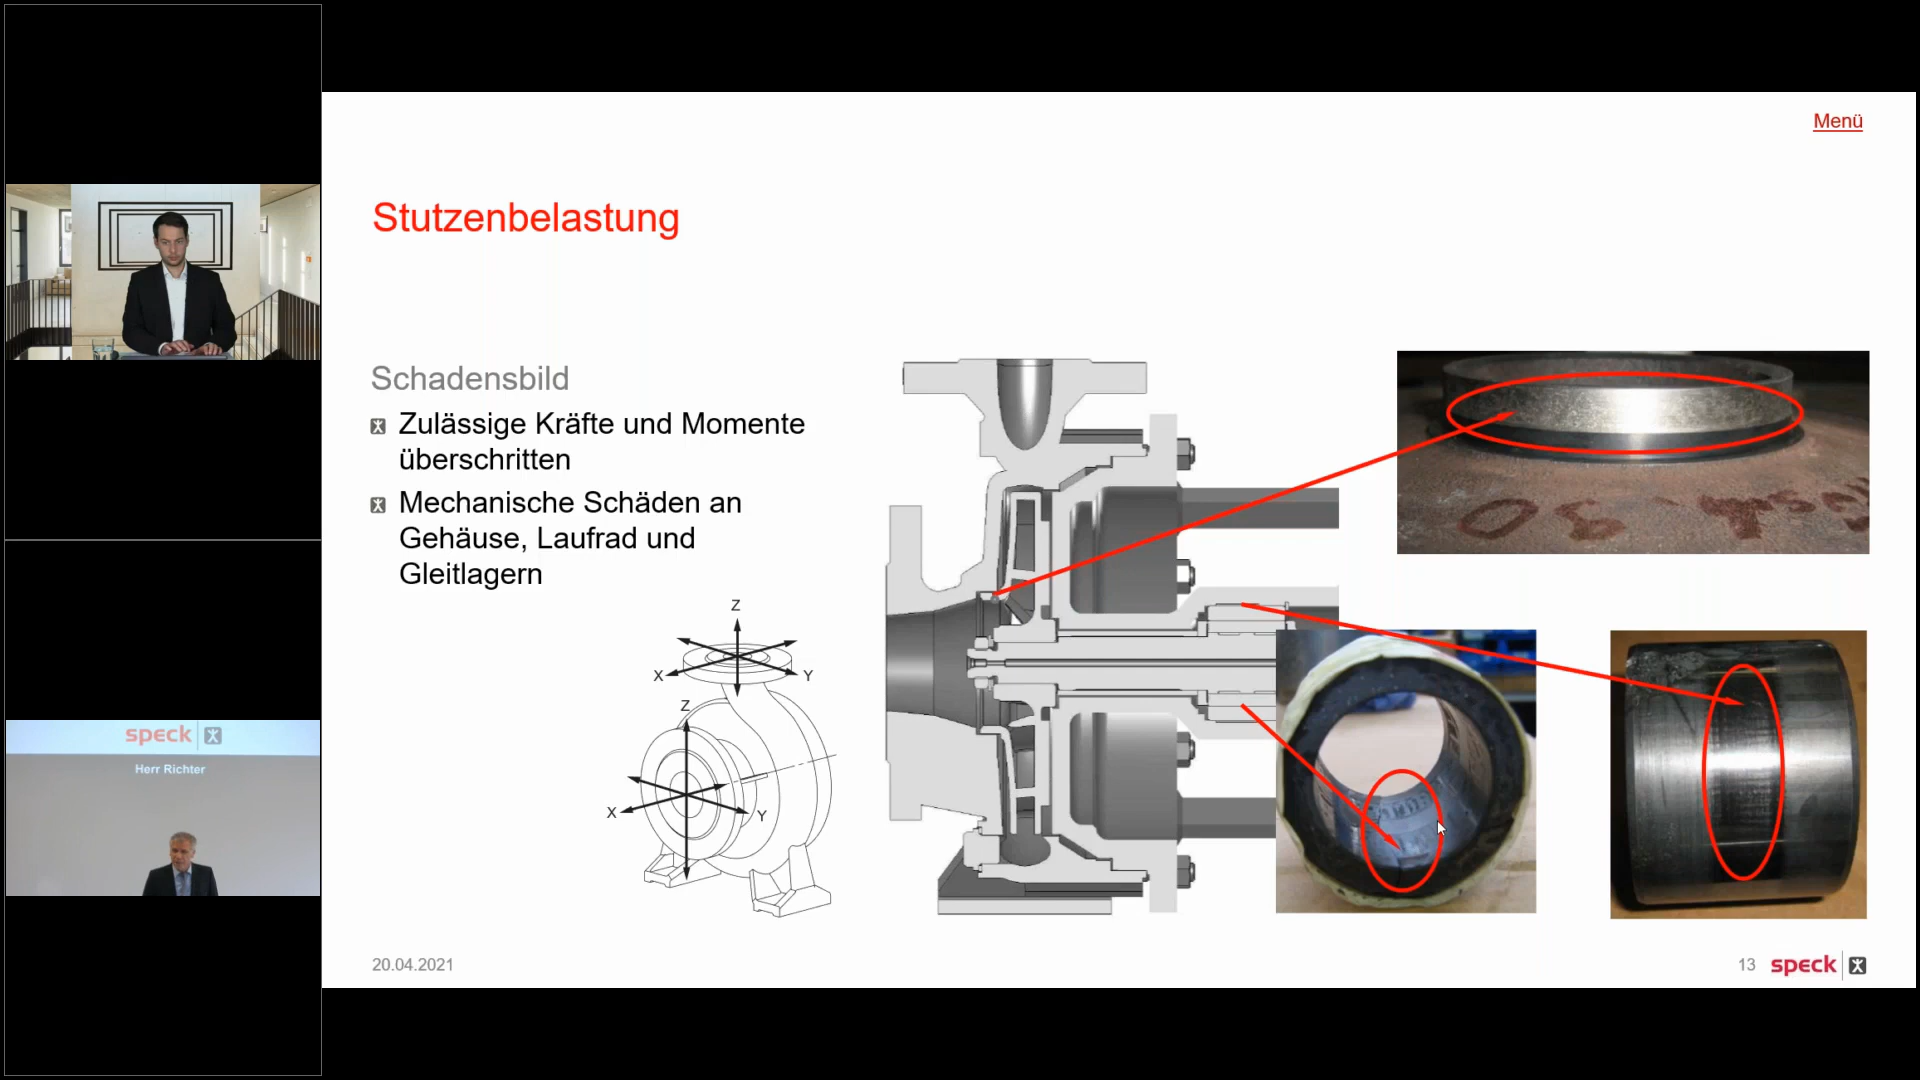 Menü
Stutzenbelastung
Schadensbild
Zulässige Kräfte und Momente
überschritten
Mechanische Schäden an
Gehäuse, Laufrad und
Gleitlagern
Z
X
Y
Z
X
Y
20.04.2021
13
speck
speck
Herr Richter